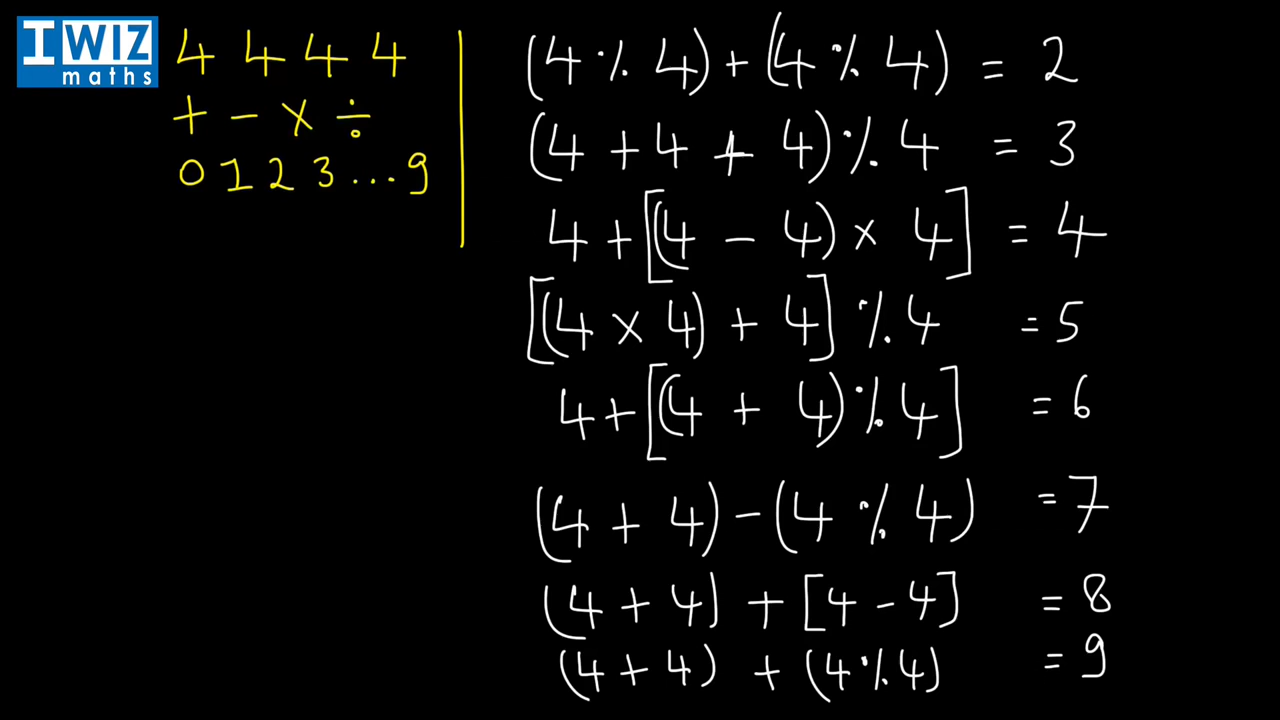 IWIZ
maths
4 4 4 4
+ - × ÷
0 1 2 3 ... 9
(4 ٪ 4) + (4 ٪ 4) = 2
(4 + 4 + 4) ٪ 4 = 3
4 + [(4 - 4) × 4] = 4
[(4 × 4) + 4] ٪ 4 = 5
4 + [(4 + 4) ٪ 4] = 6
(4 + 4) - (4 ٪ 4) = 7
(4 + 4) + [4 - 4] = 8
(4 + 4) + (4 ٪ 4) = 9